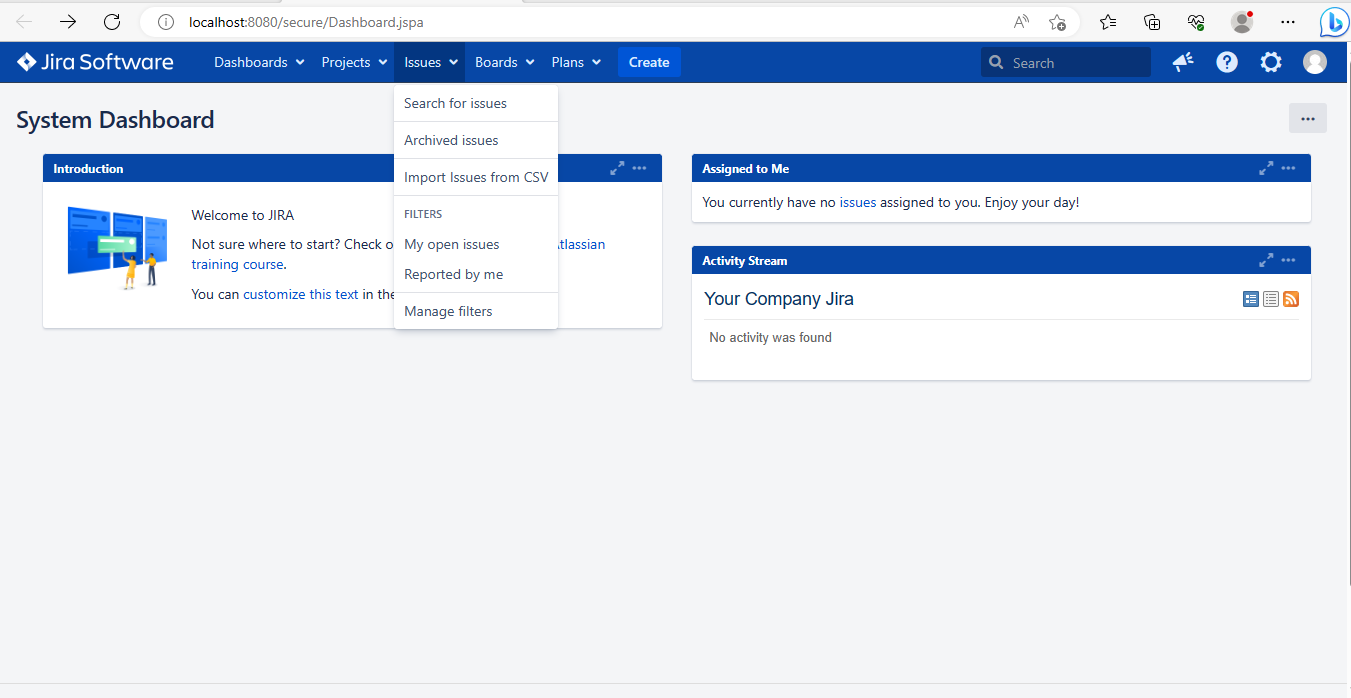 localhost:8080/secure/Dashboard.jspa
Jira Software Dashboards Projects Issues Boards Plans Create Search
System Dashboard
Search for issues
Archived issues
Import Issues from CSV
FILTERS
My open issues
Reported by me
Manage filters
Introduction
Welcome to JIRA
Not sure where to start? Check o
Atlassian
training course.
You can customize this text in the
Assigned to Me
You currently have no issues assigned to you. Enjoy your day!
Activity Stream
Your Company Jira
No activity was found